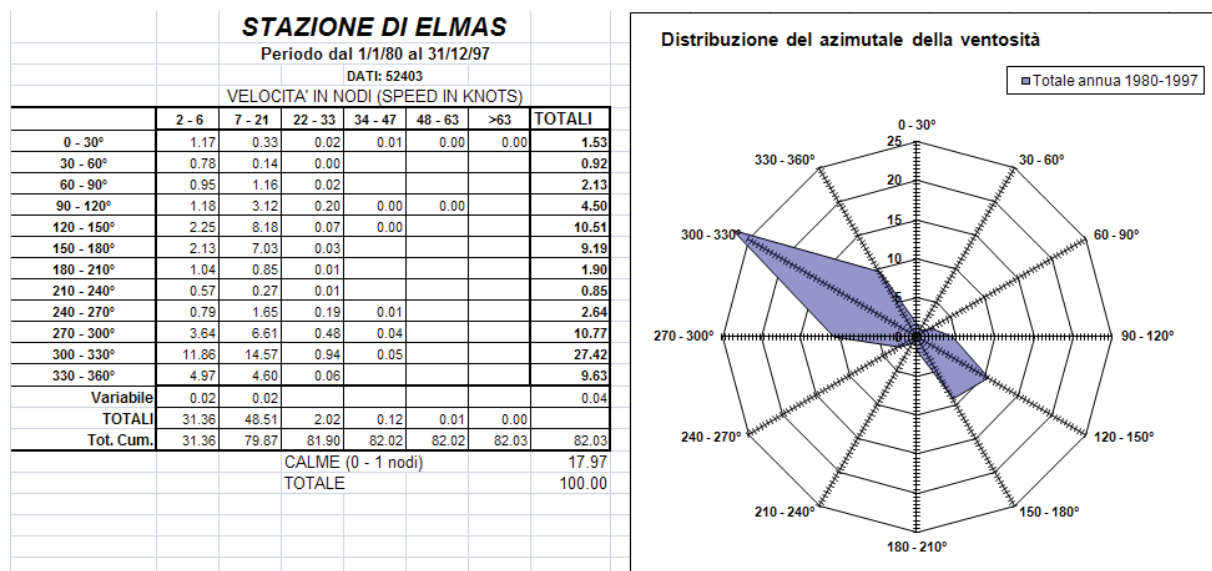 STAZIONE DI ELMAS
Periodo dal 1/1/80 al 31/12/97
DATI: 52403
VELOCITA' IN NODI (SPEED IN KNOTS)
2 - 6 7 - 21 22 - 33 34 - 47 48 - 63 >63 TOTALI
0 - 30° 1.17 0.33 0.02 0.01 0.00 0.00 1.53
30 - 60° 0.78 0.14 0.00 0.92
60 - 90° 0.95 1.16 0.02 2.13
90 - 120° 1.18 3.12 0.20 0.00 0.00 4.50
120 - 150° 2.25 8.18 0.07 0.00 10.51
150 - 180° 2.13 7.03 0.03 9.19
180 - 210° 1.04 0.85 0.01 1.90
210 - 240° 0.57 0.27 0.01 0.85
240 - 270° 0.79 1.65 0.19 0.01 2.64
270 - 300° 3.64 6.61 0.48 0.04 10.77
300 - 330° 11.86 14.57 0.94 0.05 27.42
330 - 360° 4.97 4.60 0.06 9.63
Variabile 0.02 0.02 0.04
TOTALI 31.36 48.51 2.02 0.12 0.01 0.00
Tot. Cum. 31.36 79.87 81.90 82.02 82.02 82.03 82.03
CALME (0 - 1 nodi) 17.97
TOTALE 100.00
Distribuzione del azimutale della ventosità
Totale annua 1980-1997
0 - 30°
30 - 60°
60 - 90°
90 - 120°
120 - 150°
150 - 180°
180 - 210°
210 - 240°
240 - 270°
270 - 300°
300 - 330°
330 - 360°
25
20
15
10
5
0